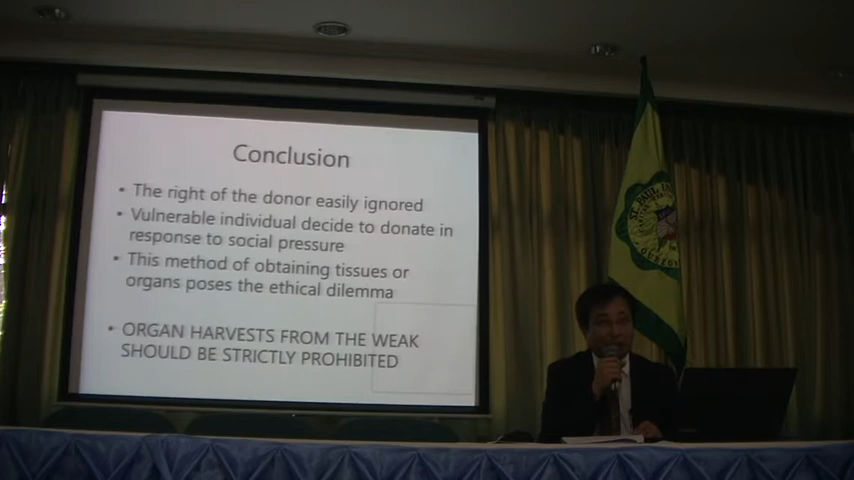 Conclusion
• The right of the donor easily ignored
• Vulnerable individual decide to donate in
response to social pressure
• This method of obtaining tissues or
organs poses the ethical dilemma
• ORGAN HARVESTS FROM THE WEAK
SHOULD BE STRICTLY PROHIBITED
ST. PAUL